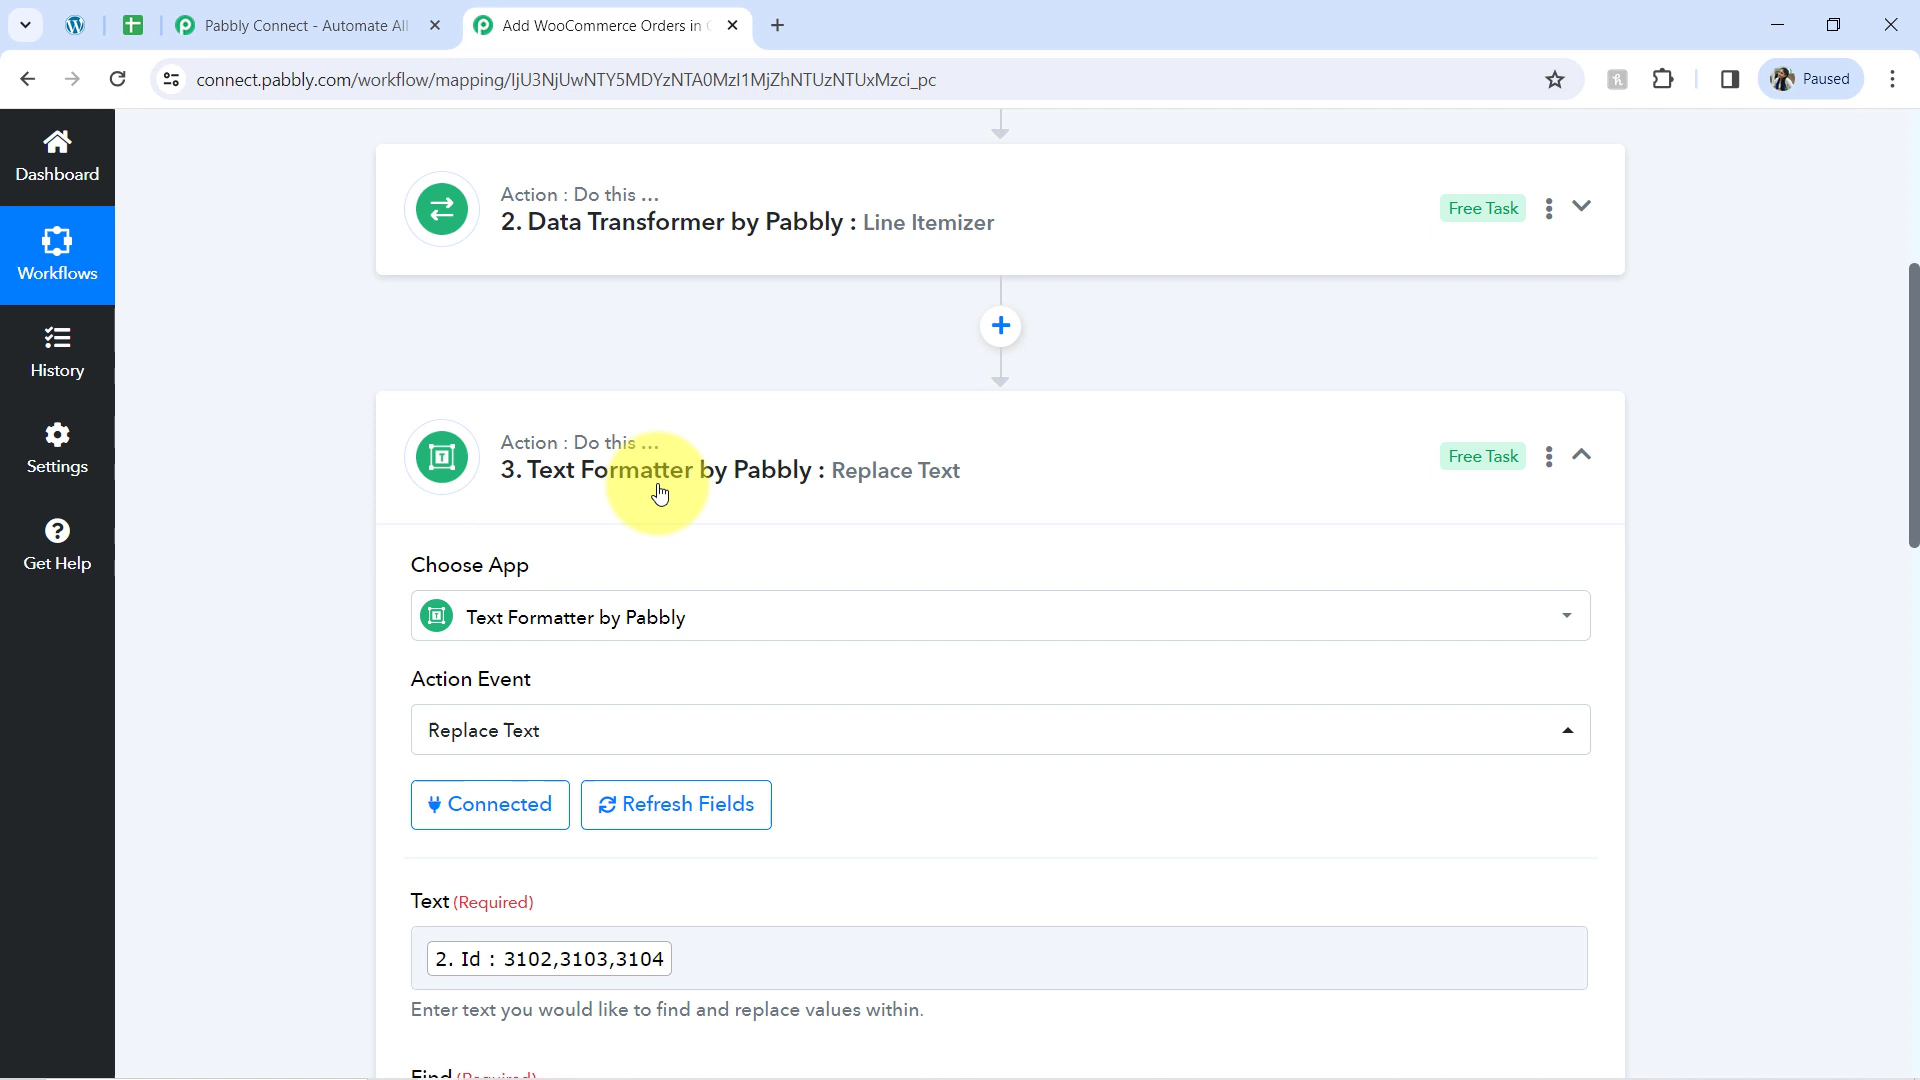 Pabbly Connect - Automate All
Add WooCommerce Orders in
connect.pabbly.com/workflow/mapping/IjU3NjUwNTY5MDYzNTA0MzI1MjZhNTUzNTUxMzci_pc
Paused
Dashboard
Workflows
History
Settings
Get Help
Action : Do this ...
2. Data Transformer by Pabbly : Line Itemizer
Free Task
Action : Do this ...
3. Text Formatter by Pabbly : Replace Text
Free Task
Choose App
Text Formatter by Pabbly
Action Event
Replace Text
Connected
Refresh Fields
Text (Required)
2. Id : 3102,3103,3104
Enter text you would like to find and replace values within.
Find (Required)